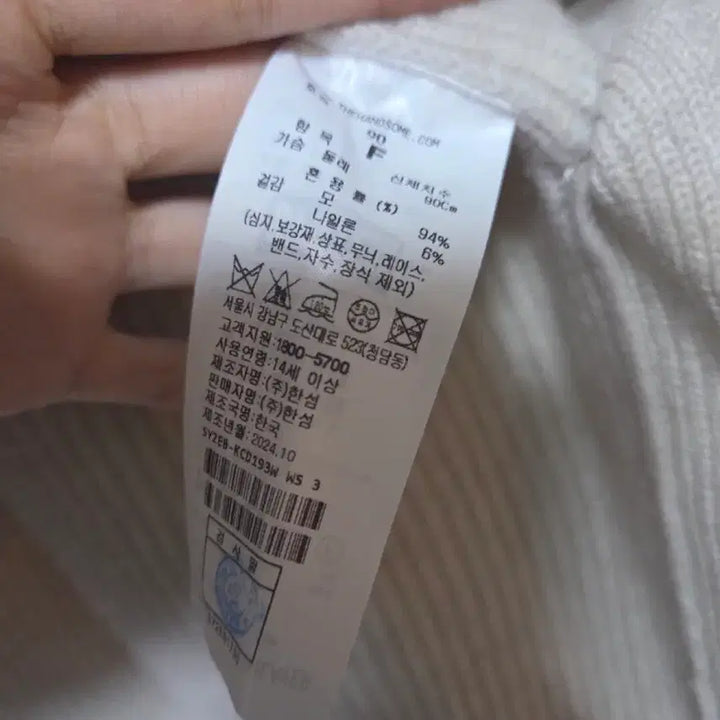 THEHANDSOME.COM
90
F
항 목 신체치수
가슴 둘레 90Cm
혼 용 률 (%)
겉감 모 94%
나일론 6%
(심지,보강재,상표,무늬,레이스,
밴드,자수,장식 제외)
서울시 강남구 도산대로 523(청담동)
고객지원:1800-5700
사용연령:14세 이상
제조자명:(주)한섬
판매자명:(주)한섬
제조국명:한국
제조년월:2024.10
SY2EB-KCD193W WS 3
검 사 필